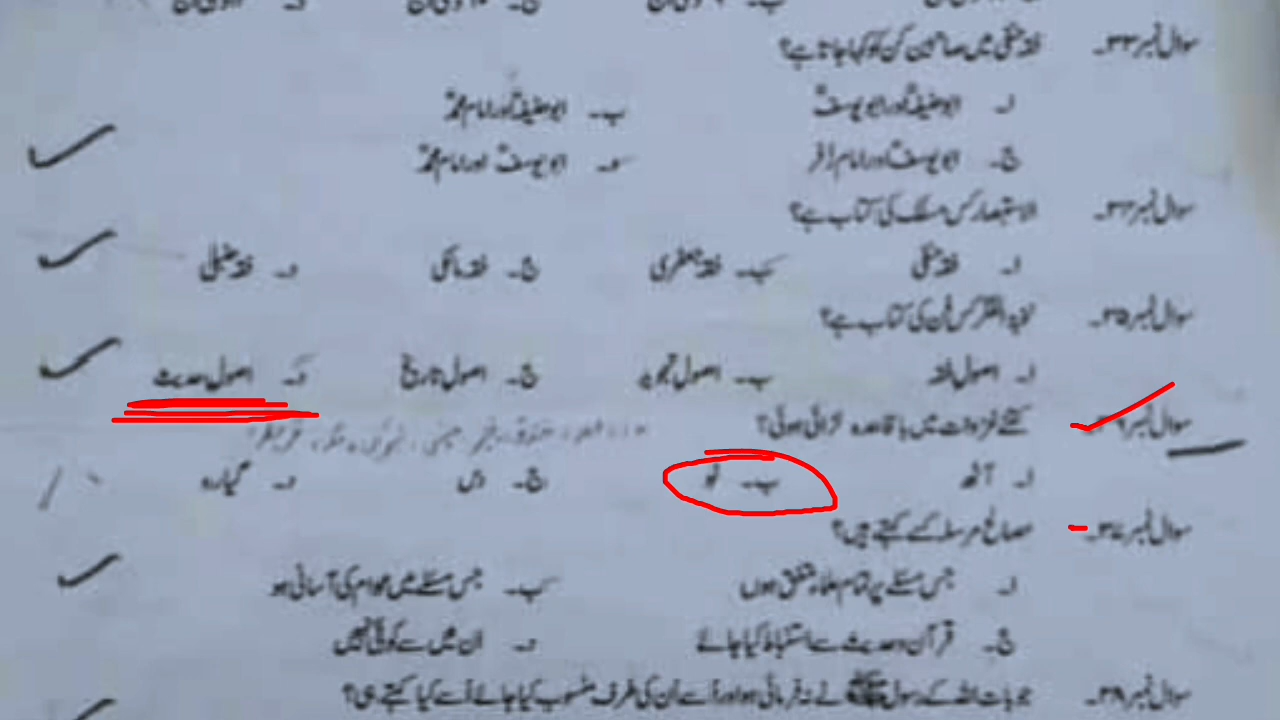 سوال نمبر ۳۳۔ فقہ حنفی میں صاحبین کن کو کہا جاتا ہے؟
ا۔ ابوحنیفہؒ اور ابو یوسفؒ ب۔ ابوحنیفہؒ اور امام محمدؒ
ج۔ ابو یوسفؒ اور امام زفر د۔ ابو یوسفؒ اور امام محمدؒ
سوال نمبر ۳۴۔ الاستبصار کس مسلک کی کتاب ہے؟
ا۔ فقہ حنفی ب۔ فقہ جعفری ج۔ فقہ مالکی د۔ فقہ حنبلی
سوال نمبر ۳۵۔ نخبۃ الفکر کس فن کی کتاب ہے؟
ا۔ اصول فقہ ب۔ اصول تجوید ج۔ اصول تاریخ د۔ اصول حدیث
سوال نمبر ۳۶۔ کتنے غزوات میں باقاعدہ لڑائی ہوئی؟
ا۔ آٹھ ب۔ نو ج۔ دس د۔ گیارہ
سوال نمبر ۳۷۔ مصالح مرسلہ کسے کہتے ہیں؟
ا۔ جس مسئلے پر تمام علماء متفق ہوں ب۔ جس مسئلے میں عوام کی آسانی ہو
ج۔ قرآن و حدیث سے استنباط کیا جائے د۔ ان میں سے کوئی نہیں
سوال نمبر ۳۸۔ جو بات اللہ کے رسول ﷺ نے نہ فرمائی ہو اور اُسے اُن کی طرف منسوب کیا جائے اُسے کیا کہتے ہیں؟